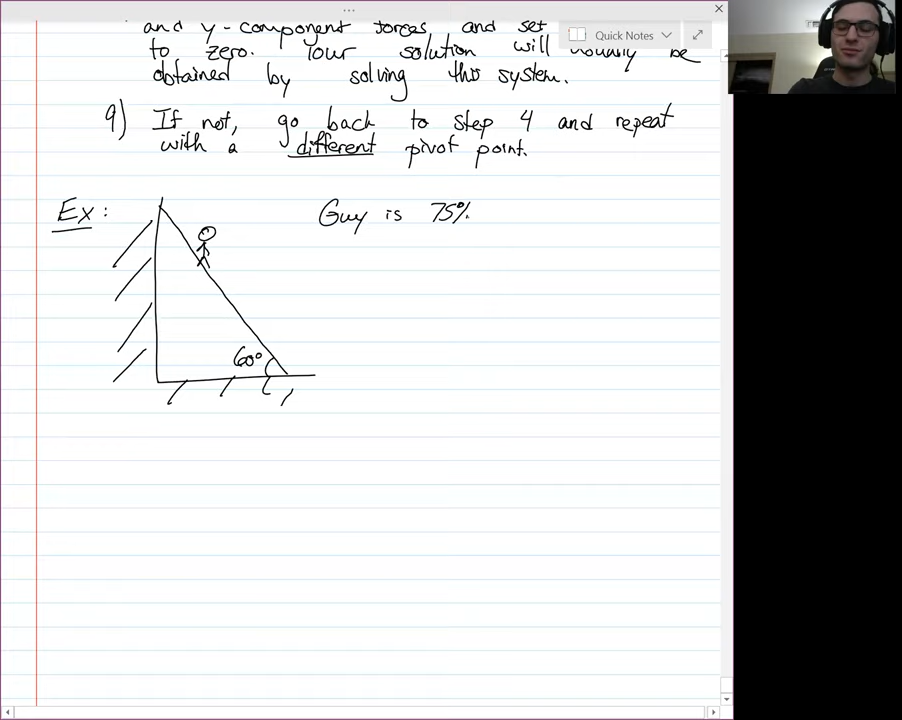 and y-component forces, and set
to zero. Your solution will usually be
obtained by solving this system.
9) If not, go back to step 4 and repeat
with a different pivot point.
Ex: Guy is 75%
60°
Quick Notes